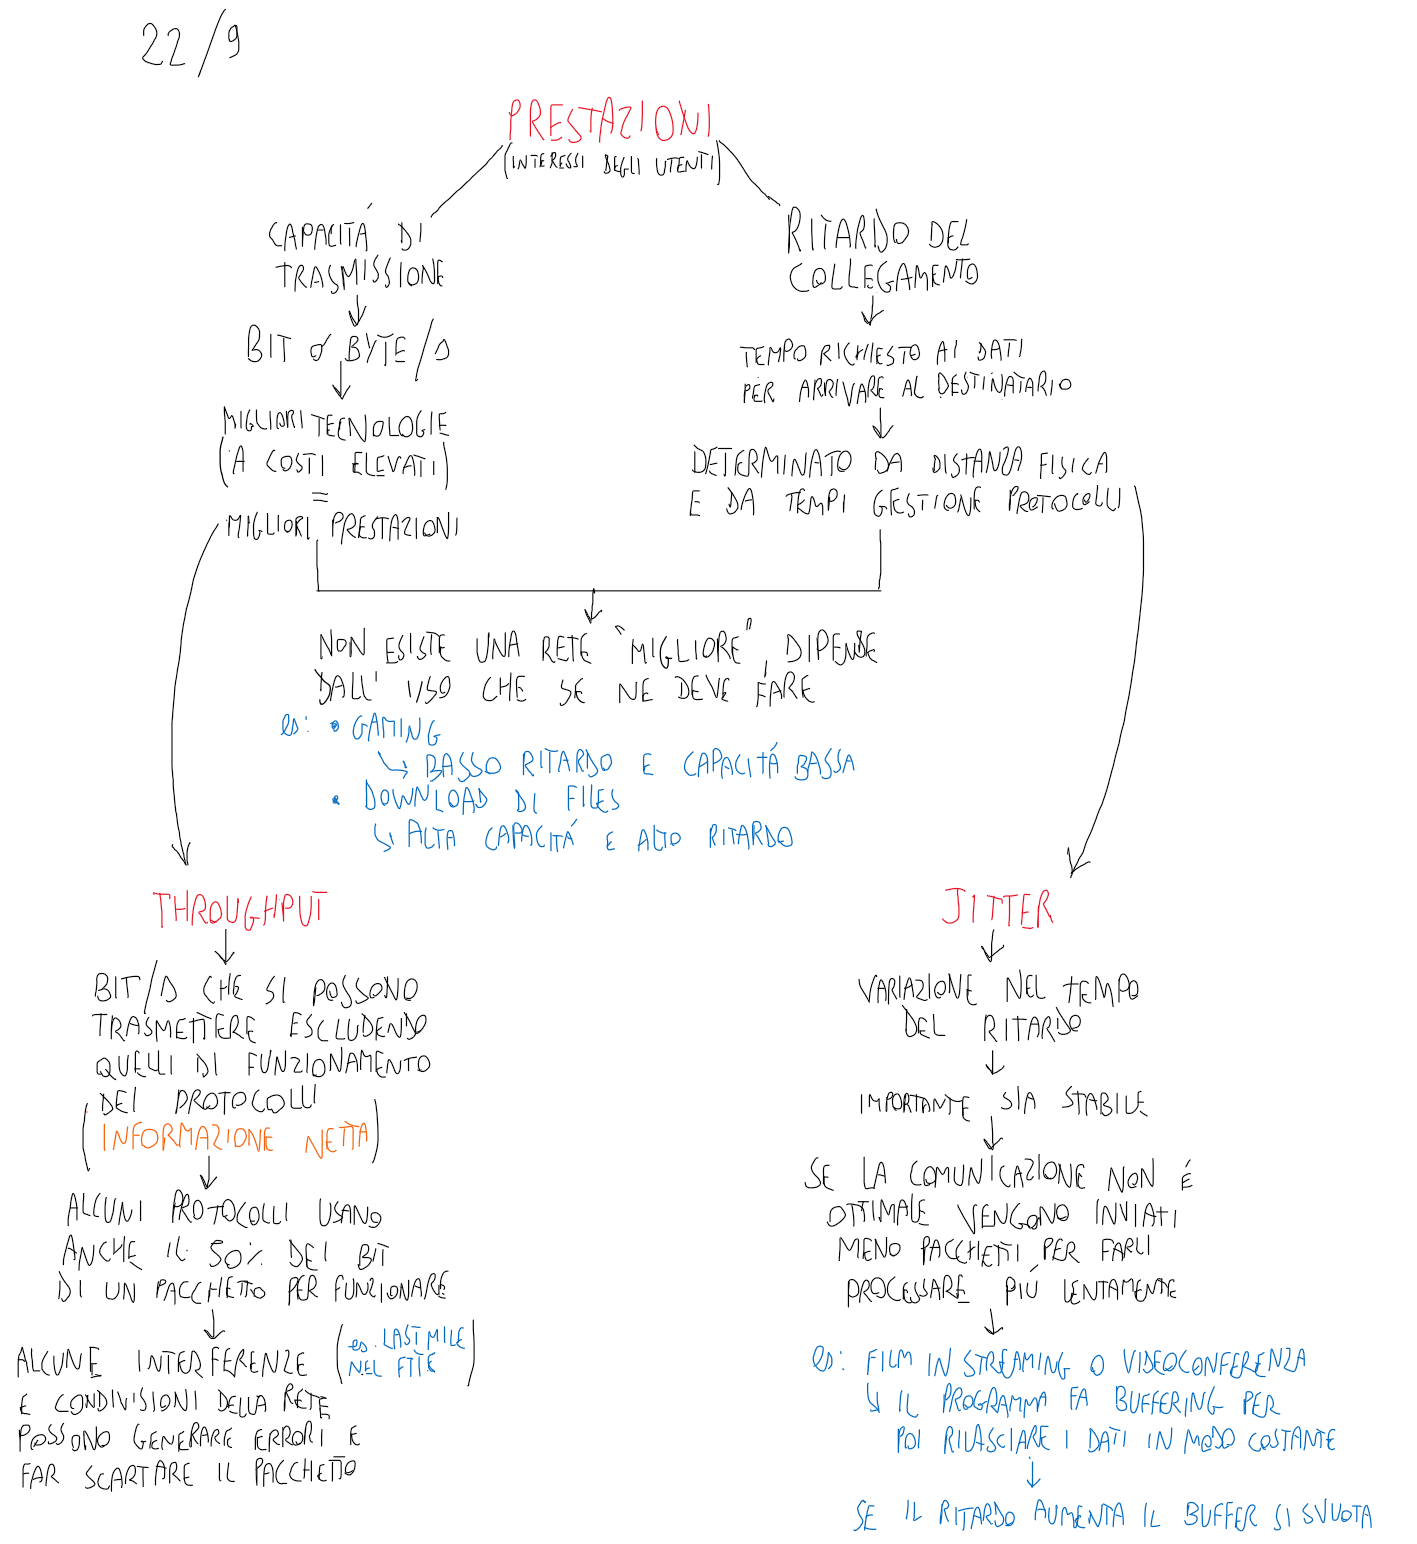 22/9
PRESTAZIONI
(INTERESSI DEGLI UTENTI)
CAPACITÁ DI
TRASMISSIONE
BIT o BYTE/s
MIGLIORI TECNOLOGIE
(A COSTI ELEVATI)
=
MIGLIORI PRESTAZIONI
RITARDO DEL
COLLEGAMENTO
TEMPO RICHIESTO AI DATI
PER ARRIVARE AL DESTINATARIO
DETERMINATO DA DISTANZA FISICA
E DA TEMPI GESTIONE PROTOCOLLI
NON ESISTE UNA RETE "MIGLIORE", DIPENDE
DALL' USO CHE SE NE DEVE FARE
es: • GAMING
BASSO RITARDO E CAPACITÁ BASSA
• DOWNLOAD DI FILES
ALTA CAPACITÁ E ALTO RITARDO
THROUGHPUT
BIT/s CHE SI POSSONO
TRASMETTERE ESCLUDENDO
QUELLI DI FUNZIONAMENTO
DEI PROTOCOLLI
(INFORMAZIONE NETTA)
ALCUNI PROTOCOLLI USANO
ANCHE IL 50% DEI BIT
DI UN PACCHETTO PER FUNZIONARE
ALCUNE INTERFERENZE (es. LAST MILE
NEL FTTE)
E CONDIVISIONI DELLA RETE
POSSONO GENERARE ERRORI E
FAR SCARTARE IL PACCHETTO
JITTER
VARIAZIONE NEL TEMPO
DEL RITARDO
IMPORTANTE SIA STABILE
SE LA COMUNICAZIONE NON É
OTTIMALE VENGONO INVIATI
MENO PACCHETTI PER FARLI
PROCESSARE PIÚ LENTAMENTE
es: FILM IN STREAMING O VIDEOCONFERENZA
IL PROGRAMMA FA BUFFERING PER
POI RILASCIARE I DATI IN MODO COSTANTE
SE IL RITARDO AUMENTA IL BUFFER SI SVUOTA